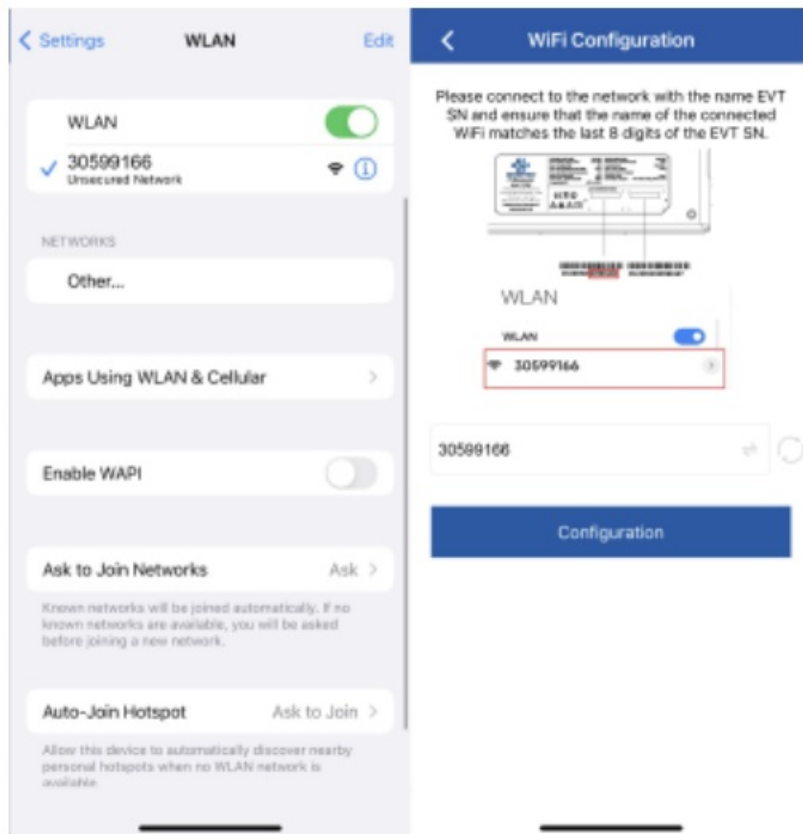 Settings
WLAN
Edit
WLAN
30599166
Unsecured Network
NETWORKS
Other...
Apps Using WLAN & Cellular
Enable WAPI
Ask to Join Networks
Ask
Known networks will be joined automatically. If no
known networks are available, you will be asked
before joining a new network.
Auto-Join Hotspot
Ask to Join
Allow this device to automatically discover nearby
personal hotspots when no WLAN network is
available.
WiFi Configuration
Please connect to the network with the name EVT
SN and ensure that the name of the connected
WiFi matches the last 8 digits of the EVT SN.
WLAN
WLAN
30599166
30599166
Configuration